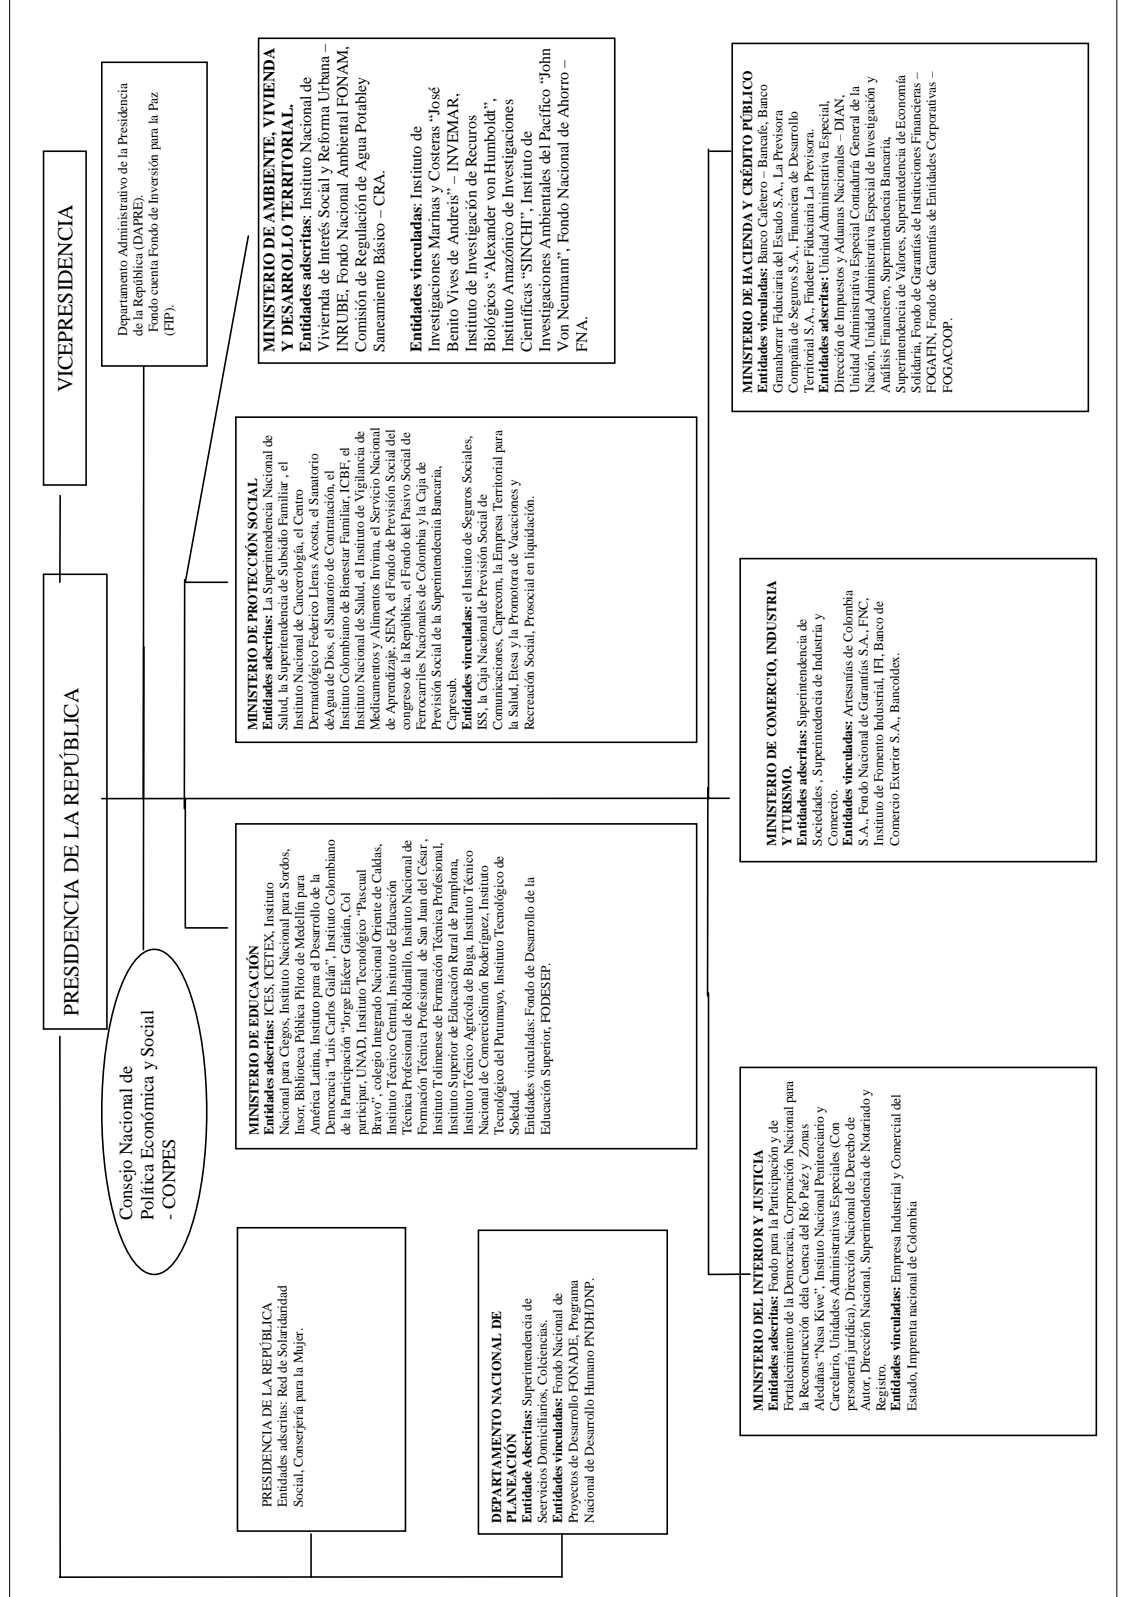 PRESIDENCIA DE LA REPÚBLICA
VICEPRESIDENCIA
Consejo Nacional de
Política Económica y Social
- CONPES
Departamento Administrativo de la Presidencia
de la República (DAPRE).
Fondo cuenta Fondo de Inversión para la Paz
(FIP).
PRESIDENCIA DE LA REPÚBLICA
Entidades adscritas: Red de Solaridaridad
Social, Conserjería para la Mujer.
MINISTERIO DE EDUCACIÓN
Entidades adscritas: ICES, ICETEX, Instituto
Nacional para Ciegos, Instituto Nacional para Sordos,
Insor, Biblioteca Pública Piloto de Medellín para
América Latina, Instituto para el Desarrollo de la
Democracia "Luis Carlos Galán", Instituto Colombiano
de la Participación "Jorge Eliécer Gaitán, Col
participar, UNAD, Instituto Tecnológico "Pascual
Bravo", colegio Integrado Nacional Oriente de Caldas,
Instituto Técnico Central, Insituto de Educación
Técnica Profesional de Roldanillo, Insituto Nacional de
Formación Técnica Profesional de San Juan del César ,
Instituto Tolimense de Formación Técnica Profesional,
Instituto Superior de Educación Rural de Pamplona,
Instituto Técnico Agrícola de Buga, Instituto Técnico
Nacional de ComercioSimón Roderíguez, Instituto
Tecnológico del Putumayo, Instituto Tecnológico de
Soledad.
Entidades vinculadas: Fondo de Desarrollo de la
Educación Superior, FODESEP.
MINISTERIO DE PROTECCIÓN SOCIAL
Entidades adscritas: La Superintendencia Nacional de
Salud, la Superitendencia de Subsidio Familiar , el
Instituto Nacional de Cancerología, el Centro
Dermatológico Federico Lleras Acosta, el Sanatorio
deAgua de Dios, el Sanatorio de Contratación, el
Instituto Colombiano de Bienestar Familiar, ICBF, el
Instituto Nacional de Salud, el Instituto de Vigilancia de
Medicamentos y Alimentos Invima, el Servicio Nacional
de Aprendizaje, SENA, el Fondo de Previsión Social del
congreso de la República, el Fondo del Pasivo Social de
Ferrocarriles Nacionales de Colombia y la Caja de
Previsión Social de la Superintendecnia Bancaria,
Capresub.
Entidades vinculadas: el Instiuto de Seguros Sociales,
ISS, la Caja Nacional de Previsión Social de
Comunicaciones, Caprecom, la Empresa Territorial para
la Salud, Etesa y la Promotora de Vacaciones y
Recreación Social, Prosocial en liquidación.
MINISTERIO DE AMBIENTE, VIVIENDA
Y DESARROLLO TERRITORIAL.
Entidades adscritas: Instituto Nacional de
Viviernda de Interés Social y Reforma Urbana –
INRUBE, Fondo Nacional Ambiental FONAM,
Comisión de Regulación de Agua Potabley
Saneamiento Básico – CRA.
Entidades vinculadas: Instituto de
Investigaciones Marinas y Costeras "José
Benito Vives de Andreis" – INVEMAR,
Instituto de Investigación de Recuros
Biológicos "Alexander von Humboldt",
Instituto Amazónico de Investigaciones
Científicas "SINCHI", Instituto de
Investigaciones Ambientales del Pacífico "John
Von Neumann", Fondo Nacional de Ahorro –
FNA.
DEPARTAMENTO NACIONAL DE
PLANEACIÓN
Entidade Adscritas: Superintendencia de
Seervicios Domiciliarios, Colciencias.
Entidades vinculadas: Fondo Nacional de
Proyectos de Desarrollo FONADE, Programa
Nacional de Desarrollo Humano PNDH/DNP.
MINISTERIO DEL INTERIOR Y JUSTICIA
Entidades adscritas: Fondo para la Participación y de
Fortalecimiento de la Democracia, Corporación Nacional para
la Reconstrucción dela Cuenca del Río Paéz y Zonas
Aledañas "Nasa Kiwe", Instiuto Nacional Penitenciario y
Carcelario, Unidades Administrativas Especiales (Con
personería jurídica), Dirección Nacional de Derecho de
Autor, Dirección Nacional, Superintendencia de Notariado y
Registro.
Entidades vinculadas: Empresa Industrial y Comercial del
Estado, Imprenta nacional de Colombia
MINISTERIO DE COMERCIO, INDUSTRIA
Y TURISMO.
Entidades adscritas: Superintendencia de
Sociedades , Superintedencia de Industria y
Comercio.
Entidades vinculadas: Artesanías de Colombia
S.A., Fondo Nacional de Garantías S.A., FNC,
Instituto de Fomento Industrial, IFI, Banco de
Comercio Exterior S.A., Bancoldex.
MINISTERIO DE HACIENDA Y CRÉDITO PÚBLICO
Entidades vinculadas: Banco Cafetero – Bancafe, Banco
Granahorrar Fiduciaria del Estado S.A., La Previsora
Compañía de Seguros S.A., Financiera de Desarrollo
Territorial S.A., Findeter Fiduciaria La Previsora.
Entidades adscritas: Unidad Administrativa Especial,
Dirección de Impuestos y Aduanas Nacionales – DIAN,
Unidad Administrativa Especial Contaduría General de la
Nación, Unidad Administrativa Especial de Investigación y
Análisis Financiero, Superintendencia Bancaria,
Superintendencia de Valores, Superintedencia de Economía
Solidaria, Fondo de Garantías de Instituciones Financieras –
FOGAFIN, Fondo de Garantías de Entidades Corporativas –
FOGACOOP.